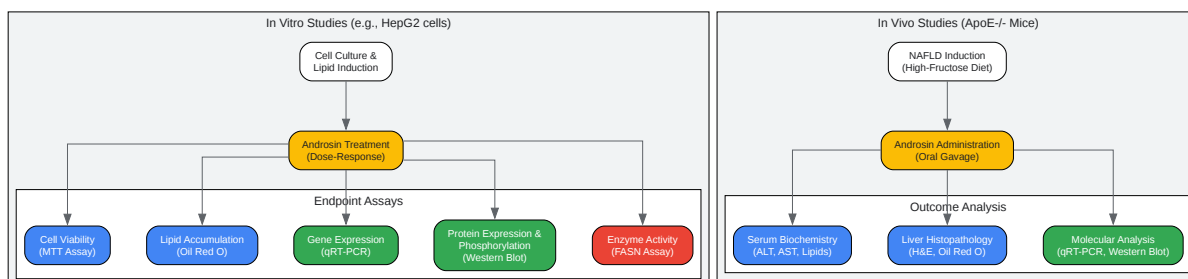 In Vitro Studies (e.g., HepG2 cells)
Cell Culture &
Lipid Induction
Androsin Treatment
(Dose-Response)
Endpoint Assays
Cell Viability
(MTT Assay)
Lipid Accumulation
(Oil Red O)
Gene Expression
(qRT-PCR)
Protein Expression &
Phosphorylation
(Western Blot)
Enzyme Activity
(FASN Assay)
In Vivo Studies (ApoE-/- Mice)
NAFLD Induction
(High-Fructose Diet)
Androsin Administration
(Oral Gavage)
Outcome Analysis
Serum Biochemistry
(ALT, AST, Lipids)
Liver Histopathology
(H&E, Oil Red O)
Molecular Analysis
(qRT-PCR, Western Blot)